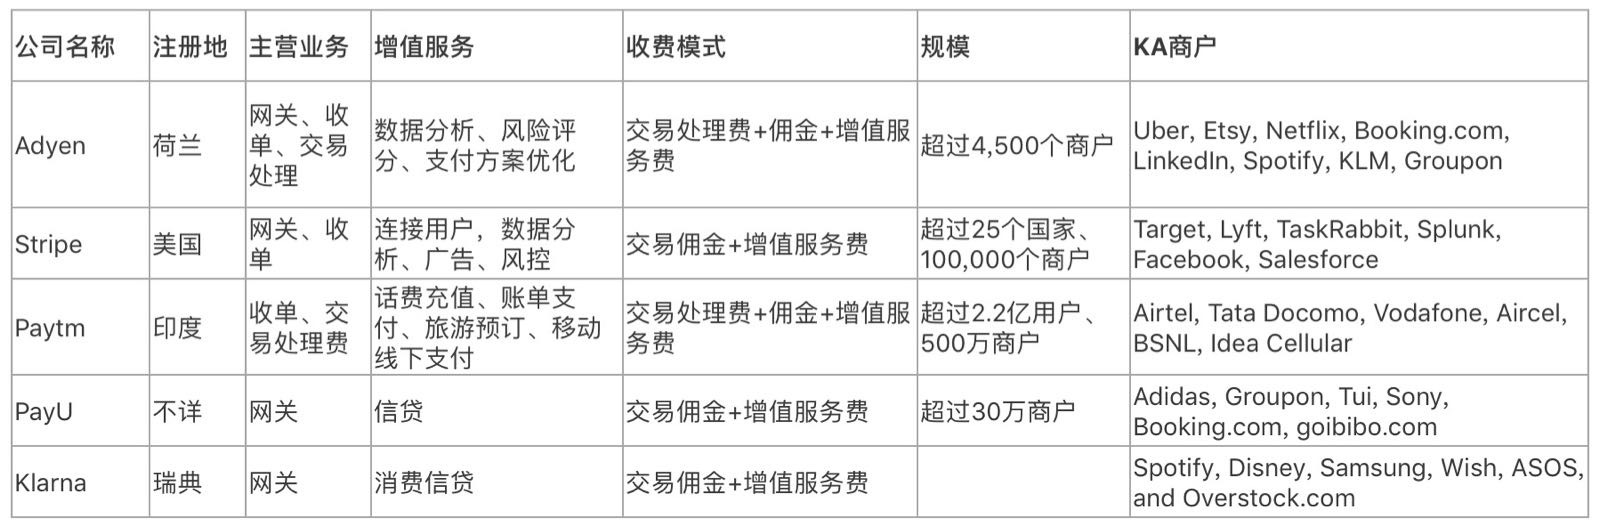 公司名称 注册地 主营业务 增值服务 收费模式 规模 KA商户
Adyen
荷兰
网关、收
单、交易
处理
数据分析、风险评
分、支付方案优化
交易处理费+佣金+增值服
务费
超过4,500个商户
Uber, Etsy, Netflix, Booking.com,
LinkedIn, Spotify, KLM, Groupon
Stripe
美国
网关、收
单
连接用户，数据分
析、广告、风控
交易佣金+增值服务费
超过25个国家、
100,000个商户
Target, Lyft, TaskRabbit, Splunk,
Facebook, Salesforce
Paytm
印度
收单、交
易处理费
话费充值、账单支
付、旅游预订、移动
线下支付
交易处理费+佣金+增值服
务费
超过2.2亿用户、
500万商户
Airtel, Tata Docomo, Vodafone, Aircel,
BSNL, Idea Cellular
PayU
不详
网关
信贷
交易佣金+增值服务费
超过30万商户
Adidas, Groupon, Tui, Sony,
Booking.com, goibibo.com
Klarna
瑞典
网关
消费信贷
交易佣金+增值服务费
Spotify, Disney, Samsung, Wish, ASOS,
and Overstock.com